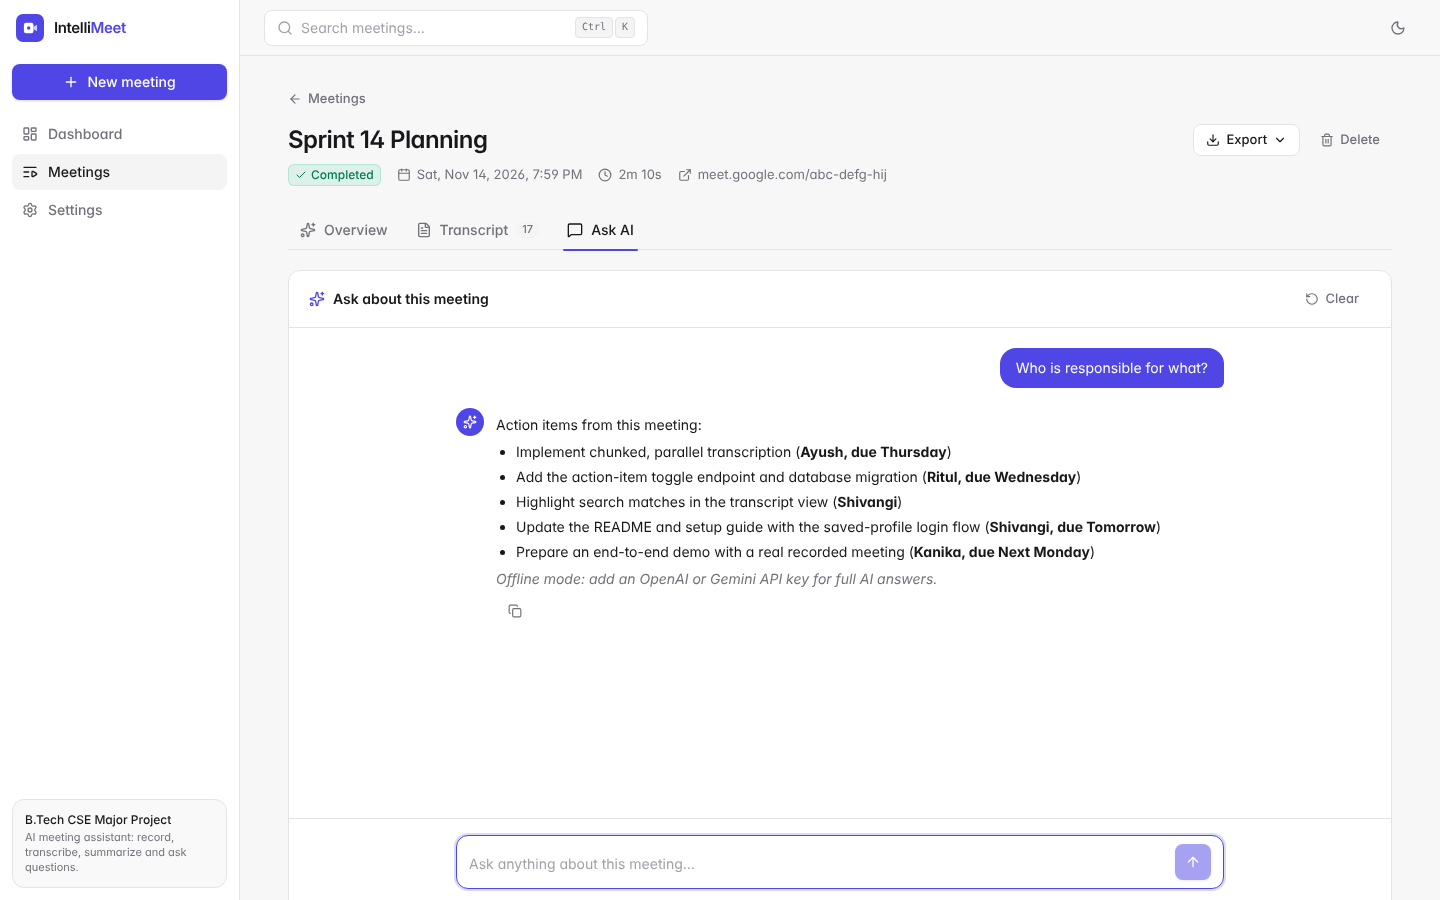 IntelliMeet
Search meetings...
Ctrl K
New meeting
Dashboard
Meetings
Settings
Meetings
Sprint 14 Planning
Export
Delete
Completed
Sat, Nov 14, 2026, 7:59 PM
2m 10s
meet.google.com/abc-defg-hij
Overview
Transcript 17
Ask AI
Ask about this meeting
Clear
Who is responsible for what?
Action items from this meeting:
• Implement chunked, parallel transcription (Ayush, due Thursday)
• Add the action-item toggle endpoint and database migration (Ritul, due Wednesday)
• Highlight search matches in the transcript view (Shivangi)
• Update the README and setup guide with the saved-profile login flow (Shivangi, due Tomorrow)
• Prepare an end-to-end demo with a real recorded meeting (Kanika, due Next Monday)
Offline mode: add an OpenAI or Gemini API key for full AI answers.
B.Tech CSE Major Project
AI meeting assistant: record,
transcribe, summarize and ask
questions.
Ask anything about this meeting...